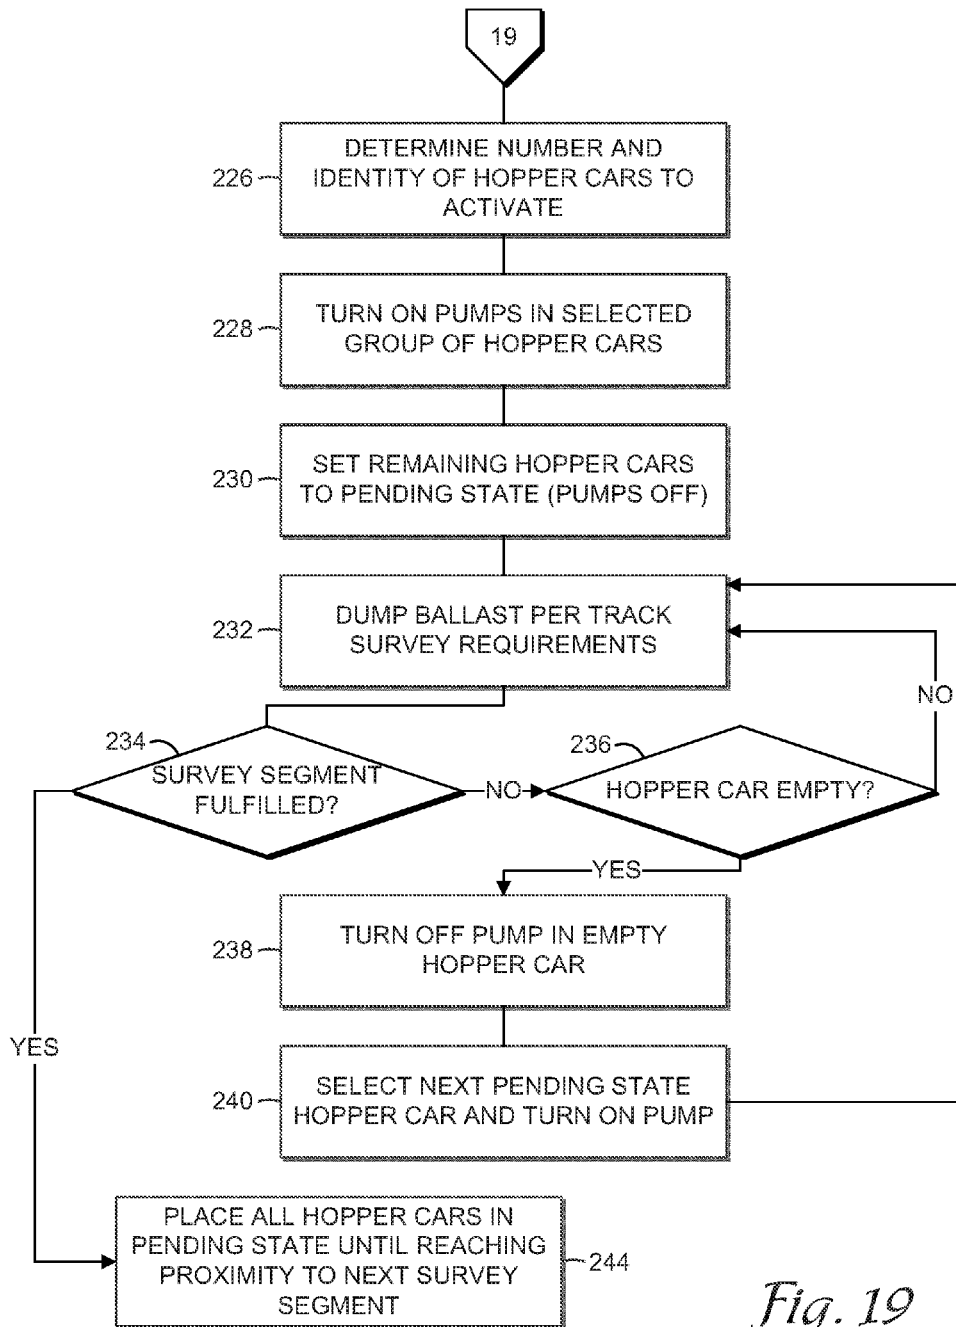 19
DETERMINE NUMBER AND
IDENTITY OF HOPPER CARS TO
ACTIVATE
226
TURN ON PUMPS IN SELECTED
GROUP OF HOPPER CARS
228
SET REMAINING HOPPER CARS
TO PENDING STATE (PUMPS OFF)
230
DUMP BALLAST PER TRACK
SURVEY REQUIREMENTS
232
NO
234
SURVEY SEGMENT
FULFILLED?
NO
236
HOPPER CAR EMPTY?
YES
TURN OFF PUMP IN EMPTY
HOPPER CAR
238
YES
SELECT NEXT PENDING STATE
HOPPER CAR AND TURN ON PUMP
240
PLACE ALL HOPPER CARS IN
PENDING STATE UNTIL REACHING
PROXIMITY TO NEXT SURVEY
SEGMENT
244
Fig. 19